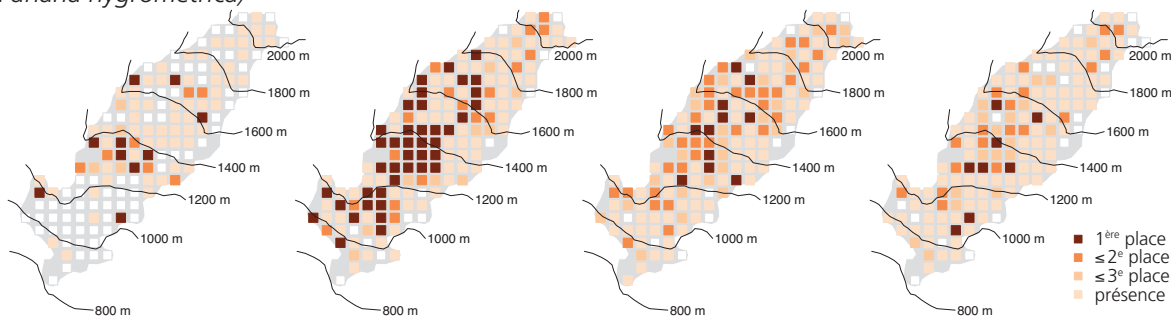 hygrometrica)
2000 m
1800 m
1600 m
1400 m
1200 m
1000 m
800 m
2000 m
1800 m
1600 m
1400 m
1200 m
1000 m
800 m
2000 m
1800 m
1600 m
1400 m
1200 m
1000 m
800 m
2000 m
1800 m
1600 m
1400 m
1200 m
1000 m
800 m
1ère place
≤2e place
≤3e place
présence